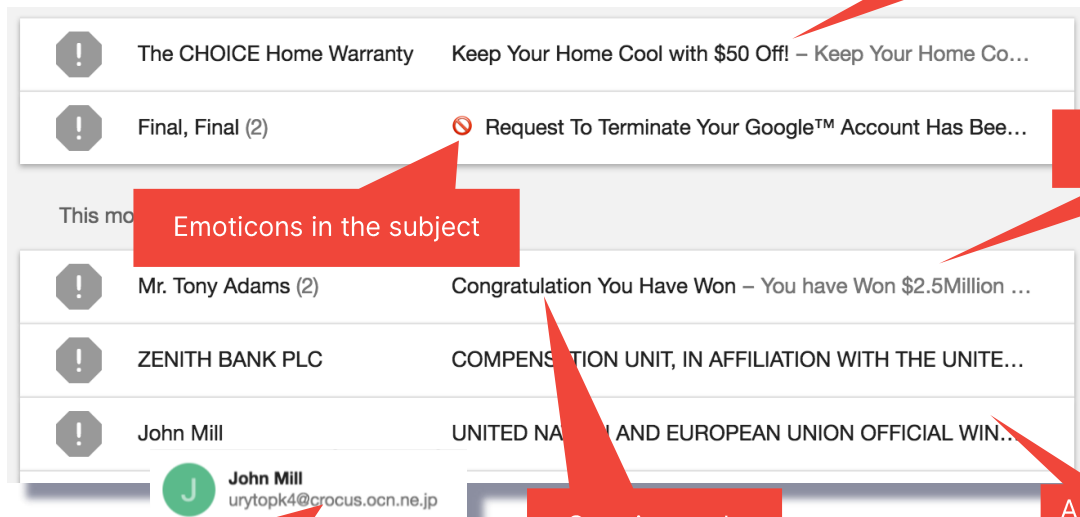 The CHOICE Home Warranty Keep Your Home Cool with $50 Off! – Keep Your Home Co...
Final, Final (2) 🚫 Request To Terminate Your Google™ Account Has Bee...
This mo
Emoticons in the subject
Mr. Tony Adams (2) Congratulation You Have Won – You have Won $2.5Million ...
ZENITH BANK PLC COMPENS TION UNIT, IN AFFILIATION WITH THE UNITE...
John Mill UNITED NA AND EUROPEAN UNION OFFICIAL WIN...
J John Mill
urytopk4@crocus.ocn.ne.jp
A